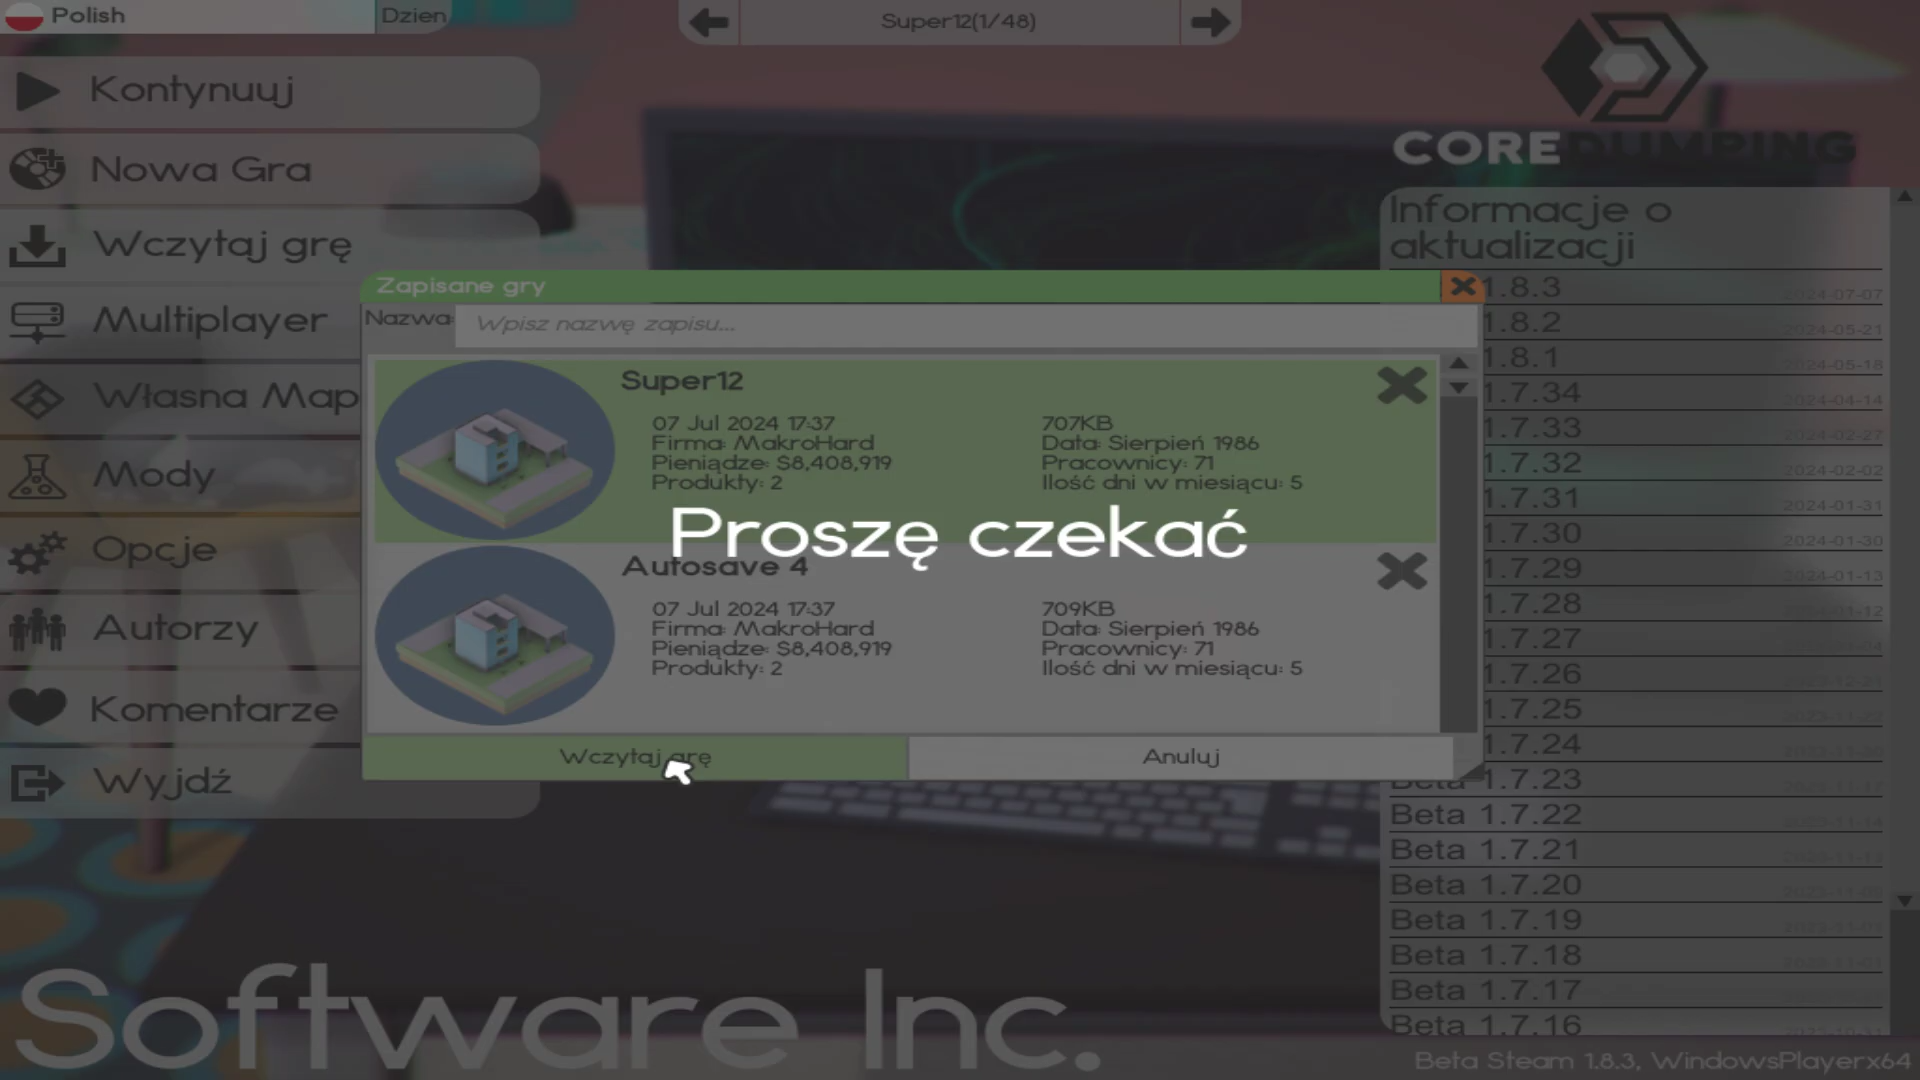 Polish
Dzien
Super12(1/48)
COREDUMPING
Kontynuuj
Nowa Gra
Wczytaj grę
Multiplayer
Własna Map
Mody
Opcje
Autorzy
Komentarze
Wyjdź
Zapisane gry
Nazwa:
Wpisz nazwę zapisu...
Super12
07 Jul 2024 17:37
707KB
Firma: MakroHard
Data: Sierpień 1986
Pieniądze: $8,408,919
Pracownicy: 71
Produkty: 2
Ilość dni w miesiącu: 5
Proszę czekać
Autosave 4
07 Jul 2024 17:37
709KB
Firma: MakroHard
Data: Sierpień 1986
Pieniądze: $8,408,919
Pracownicy: 71
Produkty: 2
Ilość dni w miesiącu: 5
Wczytaj grę
Anuluj
Informacje o
aktualizacji
1.8.3 2024-07-07
1.8.2 2024-05-21
1.8.1 2024-05-18
1.7.34 2024-04-14
1.7.33 2024-02-27
1.7.32 2024-02-02
1.7.31 2024-01-31
1.7.30 2024-01-30
1.7.29 2024-01-13
1.7.28
1.7.27
1.7.26
1.7.25
1.7.24
Beta 1.7.23
Beta 1.7.22
Beta 1.7.21
Beta 1.7.20
Beta 1.7.19
Beta 1.7.18
Beta 1.7.17
Beta 1.7.16
Software Inc.
Beta Steam 1.8.3, WindowsPlayerx64